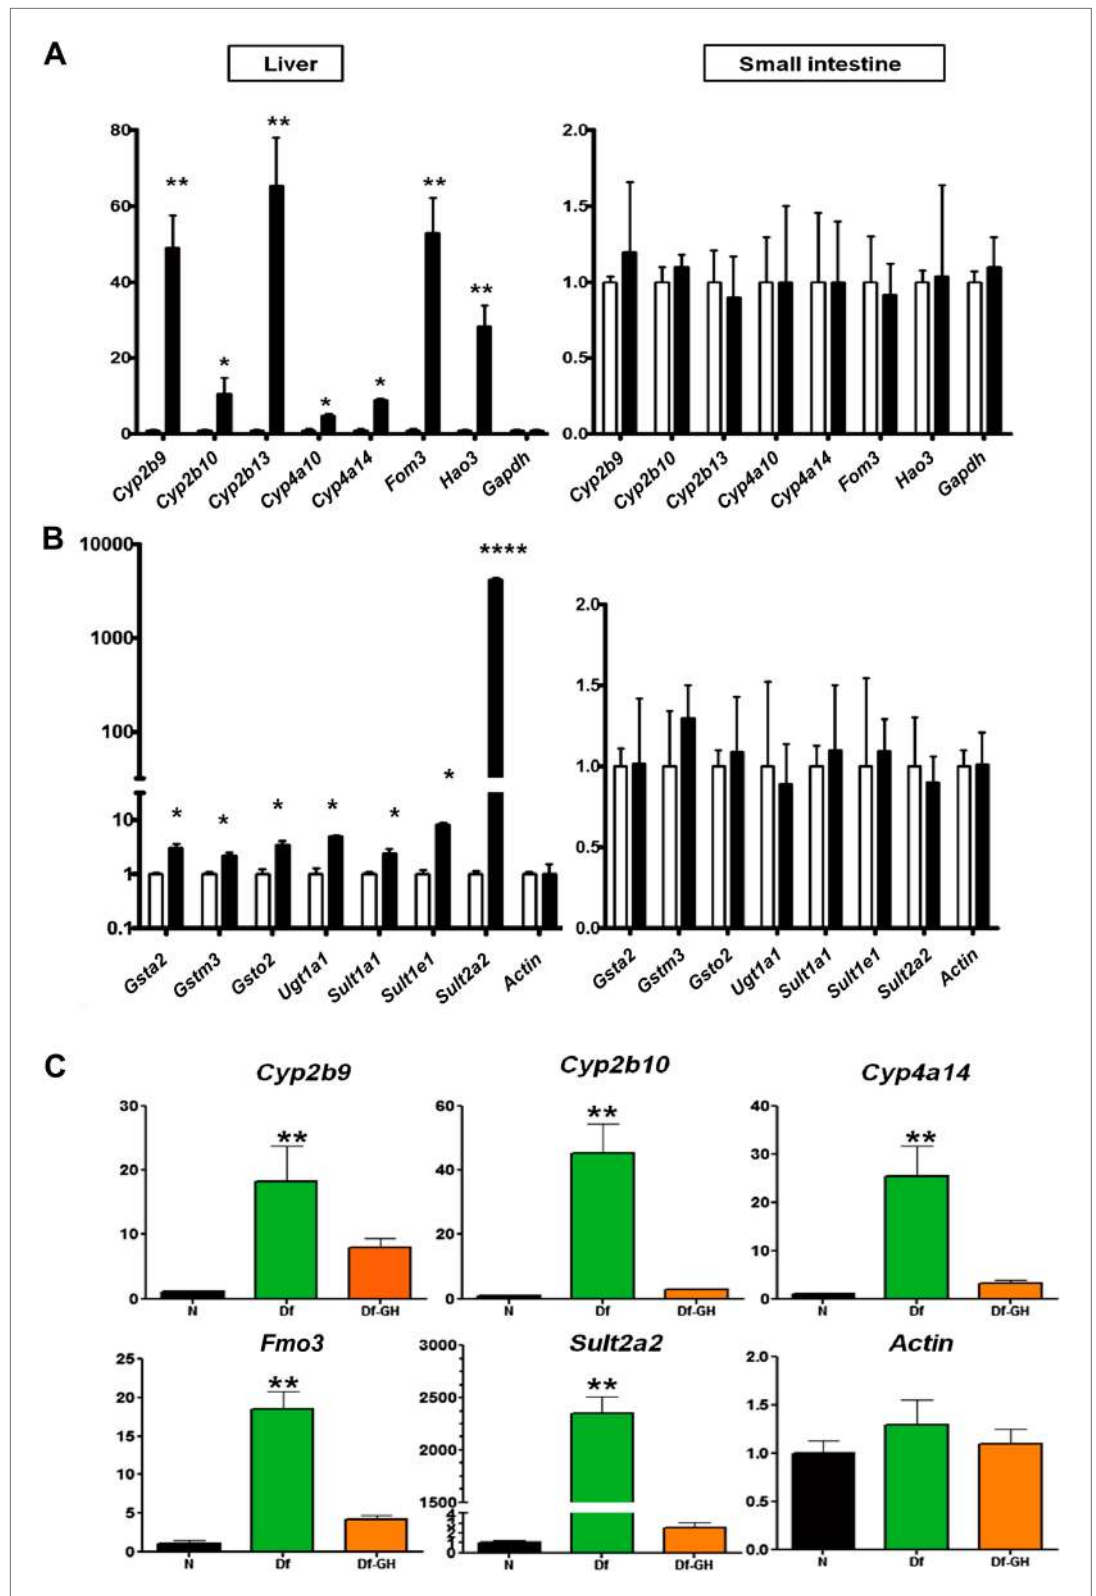 A
Liver
Small intestine
** ** ** ** * * *
80
60
40
20
0
Cyp2b9 Cyp2b10 Cyp2b13 Cyp4a10 Cyp4a14 Fom3 Hao3 Gapdh
2.0
1.5
1.0
0.5
0.0
Cyp2b9 Cyp2b10 Cyp2b13 Cyp4a10 Cyp4a14 Fom3 Hao3 Gapdh
B
10000
1000
100
10
1
0.1
* * * * * * ****
Gsta2 Gstm3 Gsto2 Ugt1a1 Sult1a1 Sult1e1 Sult2a2 Actin
2.0
1.5
1.0
0.5
0.0
Gsta2 Gstm3 Gsto2 Ugt1a1 Sult1a1 Sult1e1 Sult2a2 Actin
C
Cyp2b9
30
20
10
0
**
N Df Df-GH
Cyp2b10
60
40
20
0
**
N Df Df-GH
Cyp4a14
40
30
20
10
0
**
N Df Df-GH
Fmo3
25
20
15
10
5
0
**
N Df Df-GH
Sult2a2
3000
2500
2000
1500
4
3
2
1
0
**
N Df Df-GH
Actin
2.0
1.5
1.0
0.5
0.0
N Df Df-GH